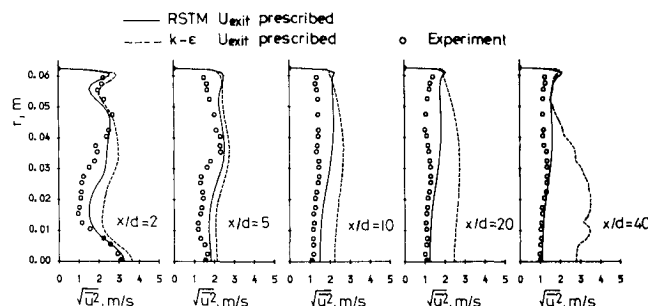 RSTM U exit prescribed
k-ε U exit prescribed
Experiment
r, m
0.06
0.05
0.04
0.03
0.02
0.01
0.00
x/d=2
x/d=5
x/d=10
x/d=20
x/d=40
0 1 2 3 4 5
0 1 2 3 4 5
0 1 2 3 4 5
0 1 2 3 4 5
0 1 2 3 4 5
√u², m/s
√u², m/s
√u², m/s
√u², m/s
√u², m/s